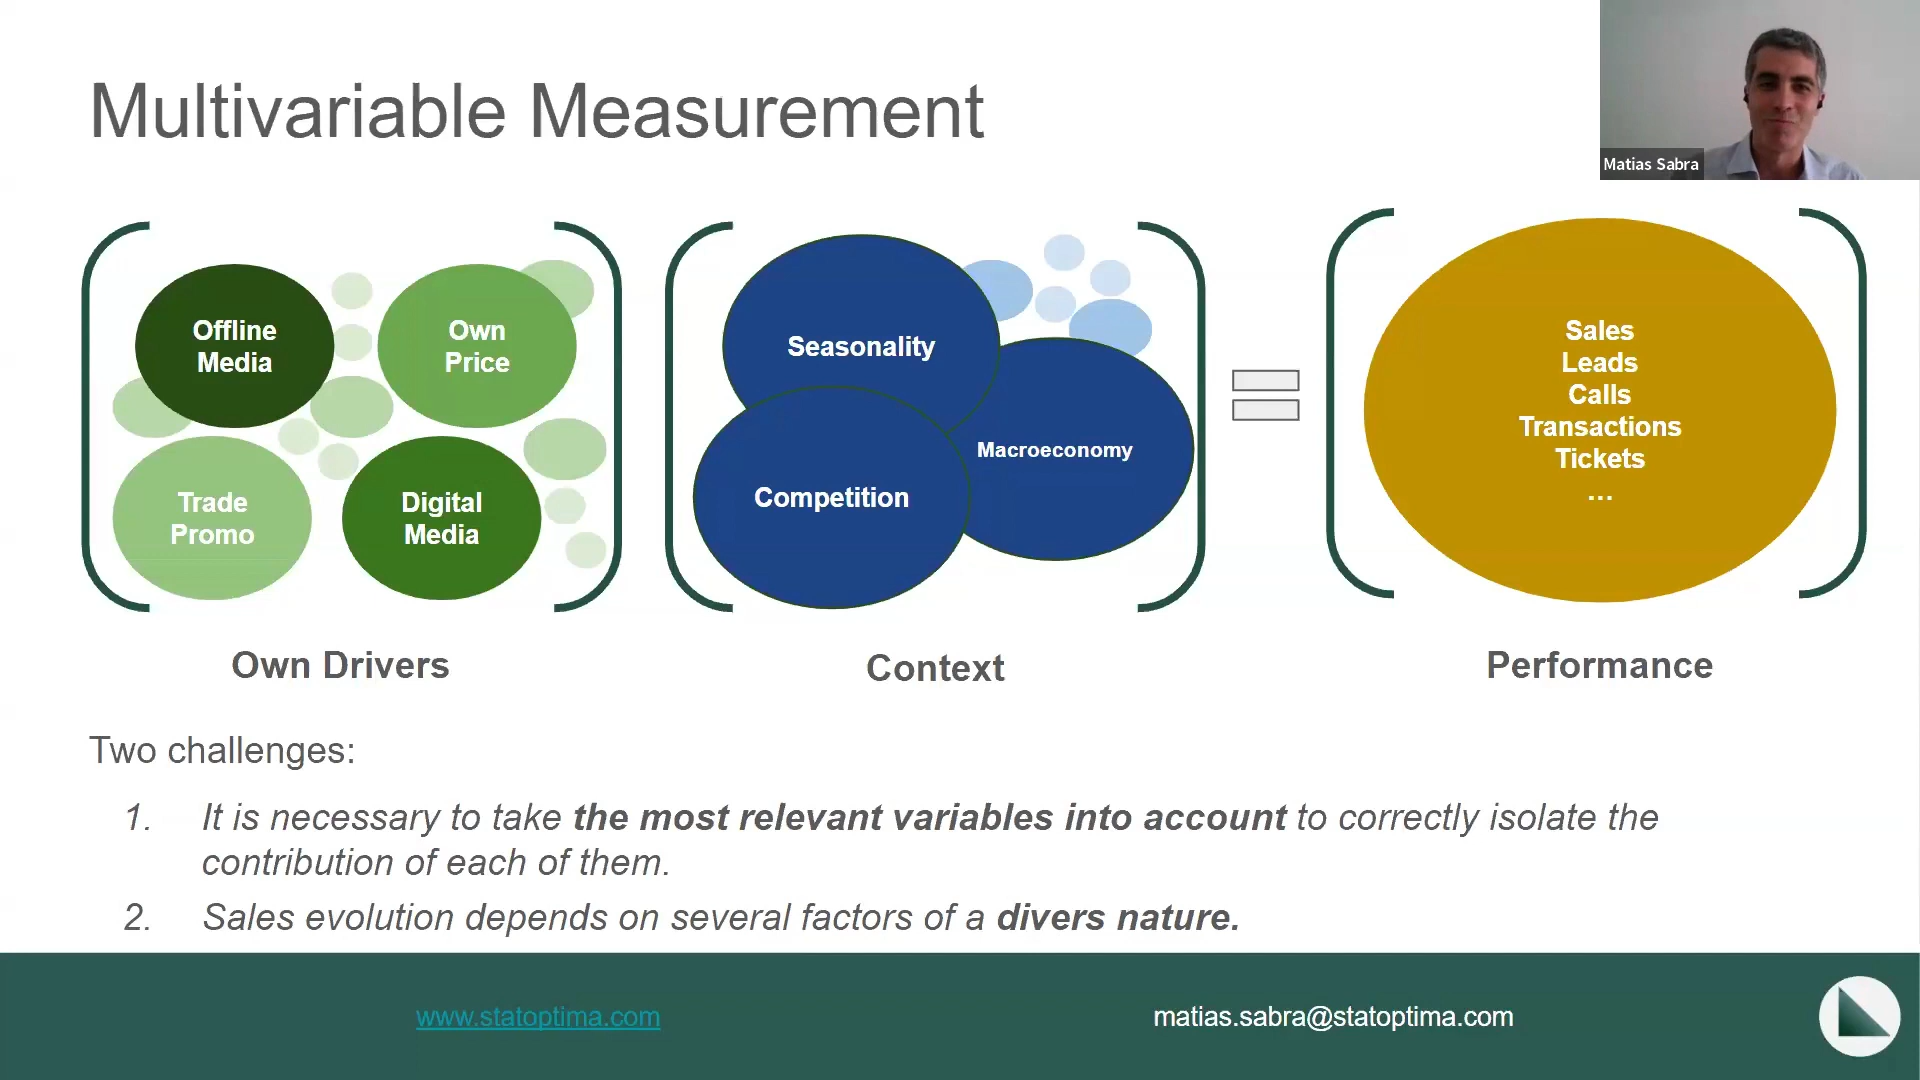 Multivariable Measurement
Matias Sabra
Offline
Media
Own
Price
Trade
Promo
Digital
Media
Seasonality
Macroeconomy
Competition
Sales
Leads
Calls
Transactions
Tickets
...
Own Drivers
Context
Performance
Two challenges:
1. It is necessary to take the most relevant variables into account to correctly isolate the
contribution of each of them.
2. Sales evolution depends on several factors of a divers nature.
www.statoptima.com
matias.sabra@statoptima.com